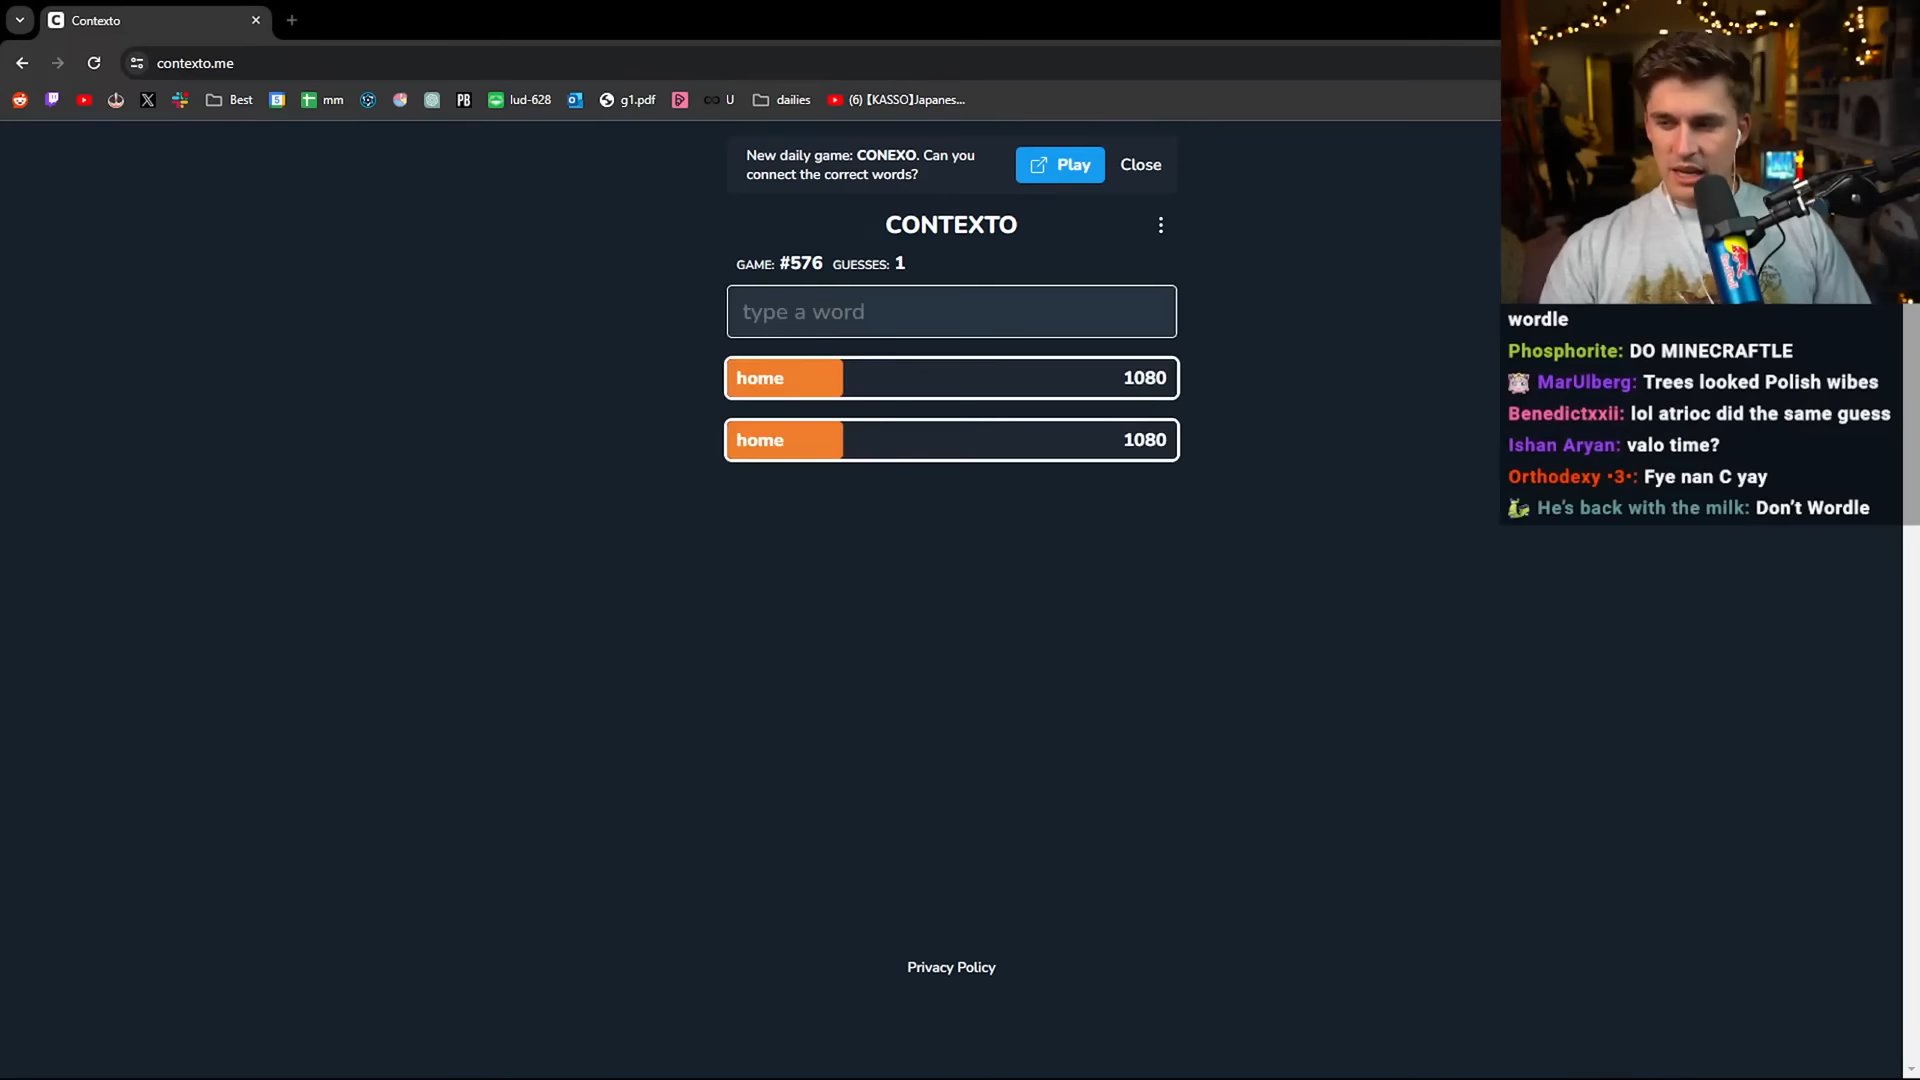 Contexto
contexto.me
Best
mm
PB
lud-628
g1.pdf
U
dailies
(6) 【KASSO】Japanes...
New daily game: CONEXO. Can you
connect the correct words?
Play
Close
CONTEXTO
GAME: #576 GUESSES: 1
type a word
home 1080
home 1080
Privacy Policy
wordle
Phosphorite: DO MINECRAFTLE
MarUlberg: Trees looked Polish wibes
Benedictxxii: lol atrioc did the same guess
Ishan Aryan: valo time?
Orthodexy •3•: Fye nan C yay
He's back with the milk: Don't Wordle